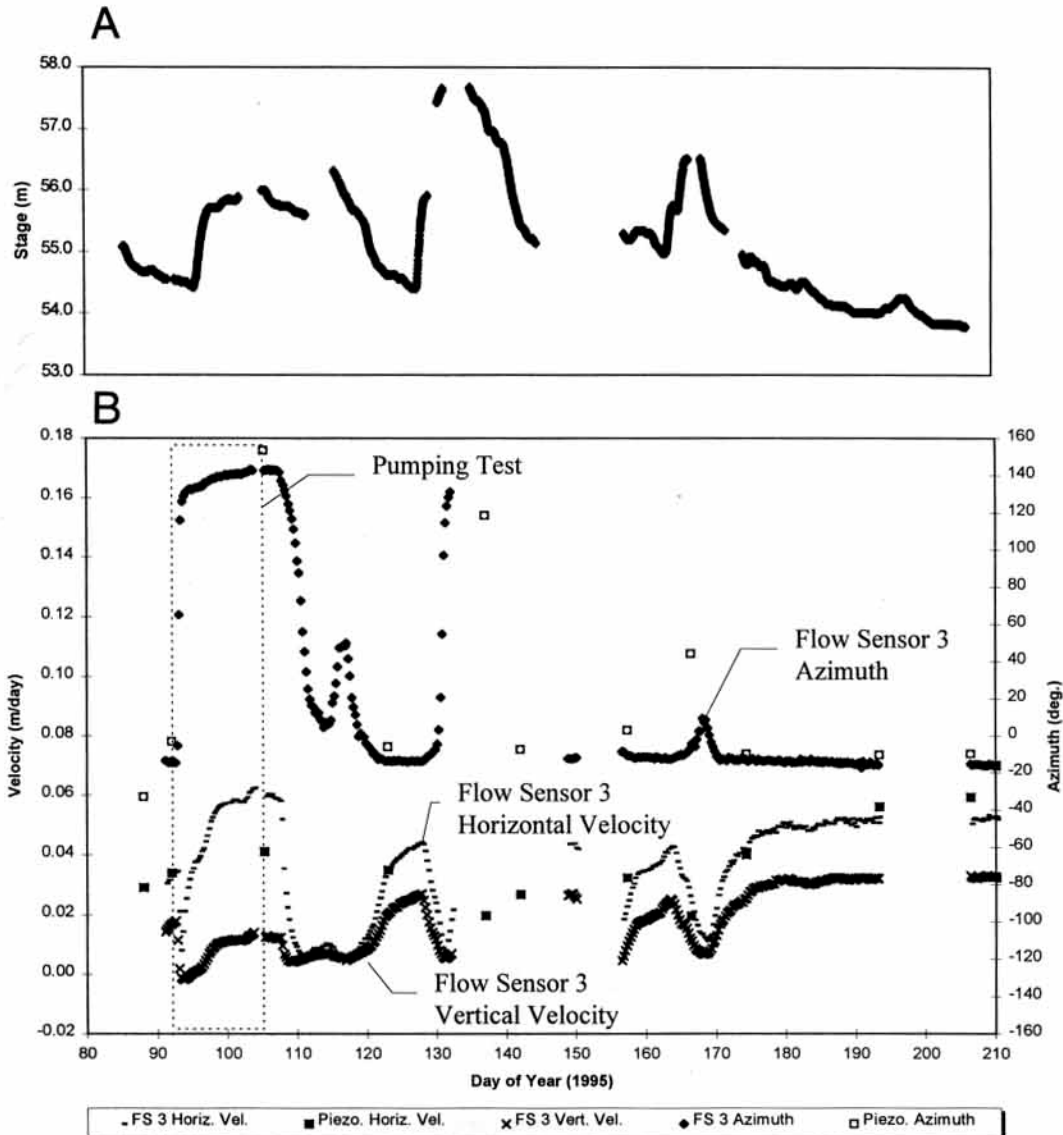 A
58.0
57.0
56.0
55.0
54.0
53.0
Stage (m)
B
0.18
0.16
0.14
0.12
0.10
0.08
0.06
0.04
0.02
0.00
-0.02
Velocity (m/day)
160
140
120
100
80
60
40
20
0
-20
-40
-60
-80
-100
-120
-140
-160
Azimuth (deg.)
Pumping Test
Flow Sensor 3
Azimuth
Flow Sensor 3
Horizontal Velocity
Flow Sensor 3
Vertical Velocity
80 90 100 110 120 130 140 150 160 170 180 190 200 210
Day of Year (1995)
FS 3 Horiz. Vel. Piezo. Horiz. Vel. FS 3 Vert. Vel. FS 3 Azimuth Piezo. Azimuth